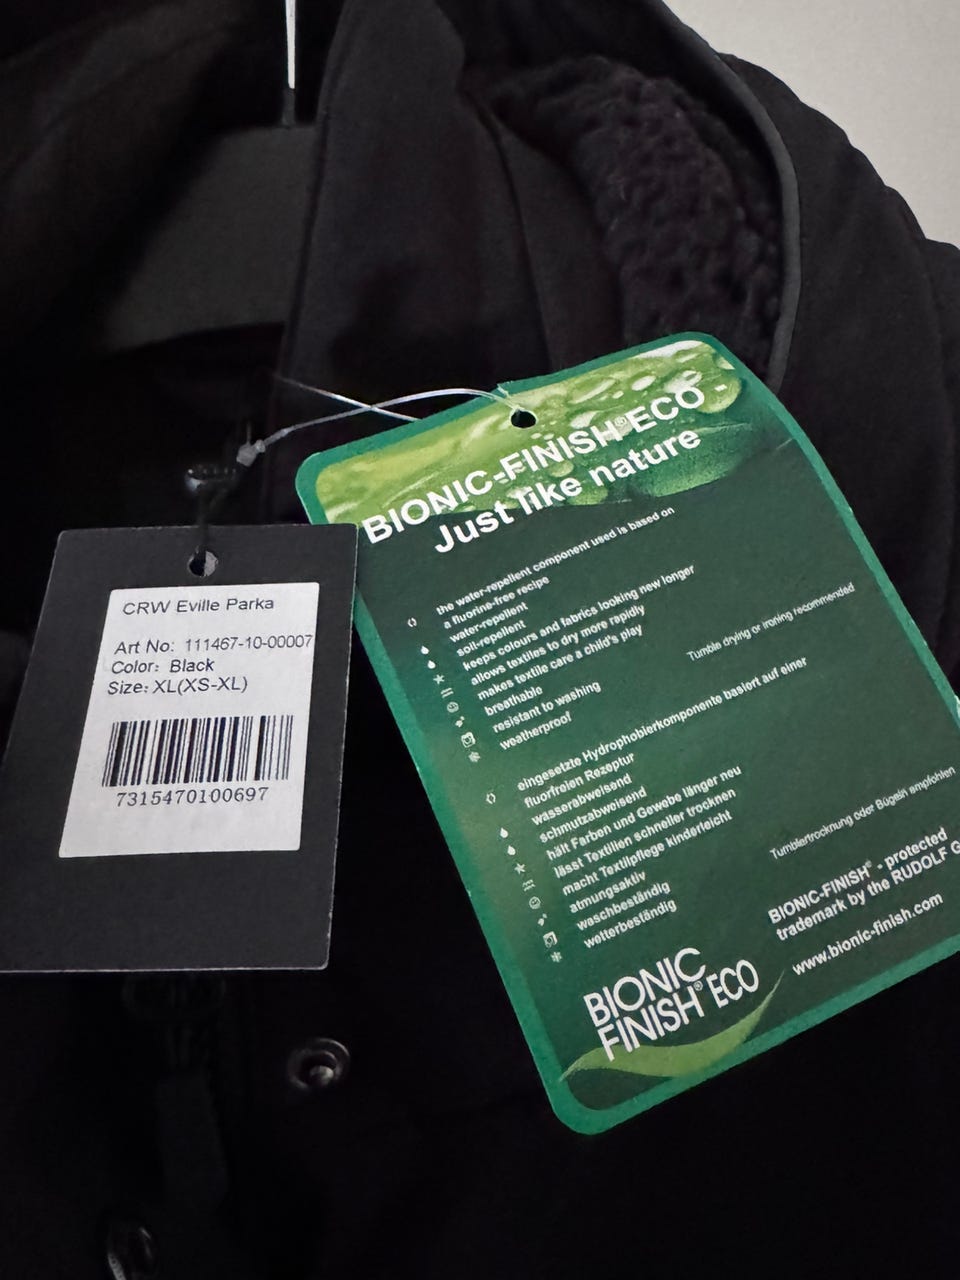 CRW Eville Parka
Art No: 111467-10-00007
Color: Black
Size: XL(XS-XL)
7315470100697
BIONIC-FINISH®ECO
Just like nature
the water-repellent component used is based on
a fluorine-free recipe
water-repellent
soil-repellent
keeps colours and fabrics looking new longer
allows textiles to dry more rapidly
makes textile care a child's play
breathable
resistant to washing
weatherproof
Tumble drying or ironing recommended
eingesetzte Hydrophobierkomponente basiert auf einer
fluorfreien Rezeptur
wasserabweisend
schmutzabweisend
hält Farben und Gewebe länger neu
lässt Textilien schneller trocknen
macht Textilpflege kinderleicht
atmungsaktiv
waschbeständig
wetterbeständig
Tumblertrocknung oder Bügeln empfohlen
BIONIC-FINISH® - protected
trademark by the RUDOLF G
www.bionic-finish.com
BIONIC
FINISH®ECO